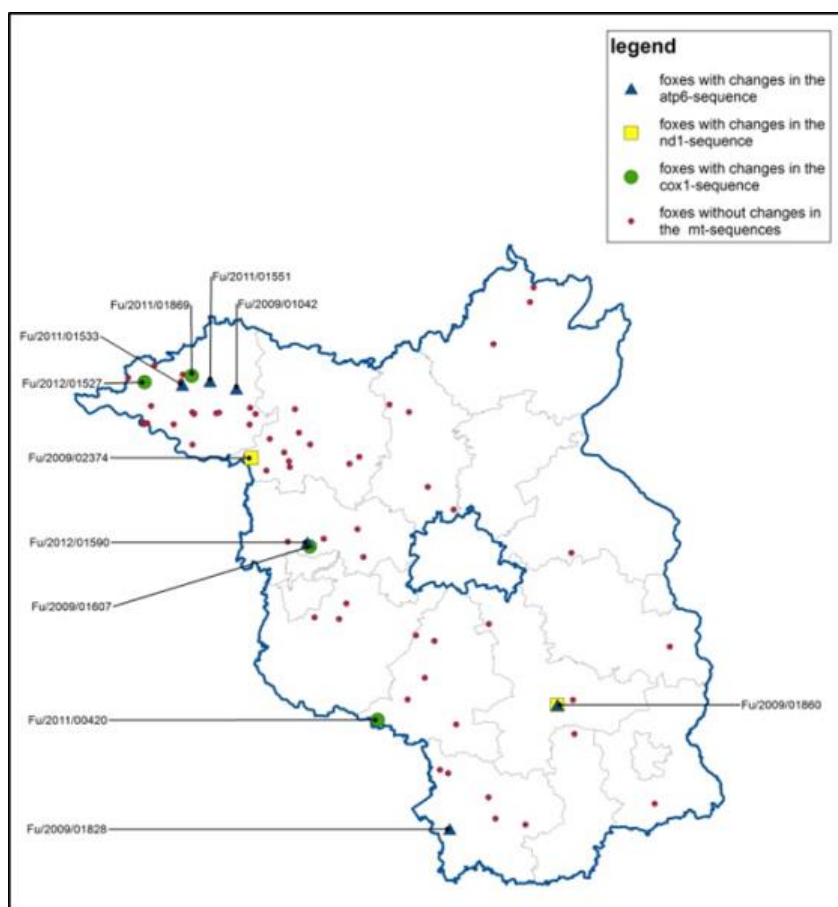 legend
foxes with changes in the
atp6-sequence
foxes with changes in the
nd1-sequence
foxes with changes in the
cox1-sequence
foxes without changes in
the mt-sequences
Fu/2011/01551
Fu/2011/01869
Fu/2009/01042
Fu/2011/01533
Fu/2012/01527
Fu/2009/02374
Fu/2012/01590
Fu/2009/01607
Fu/2009/01860
Fu/2011/00420
Fu/2009/01828